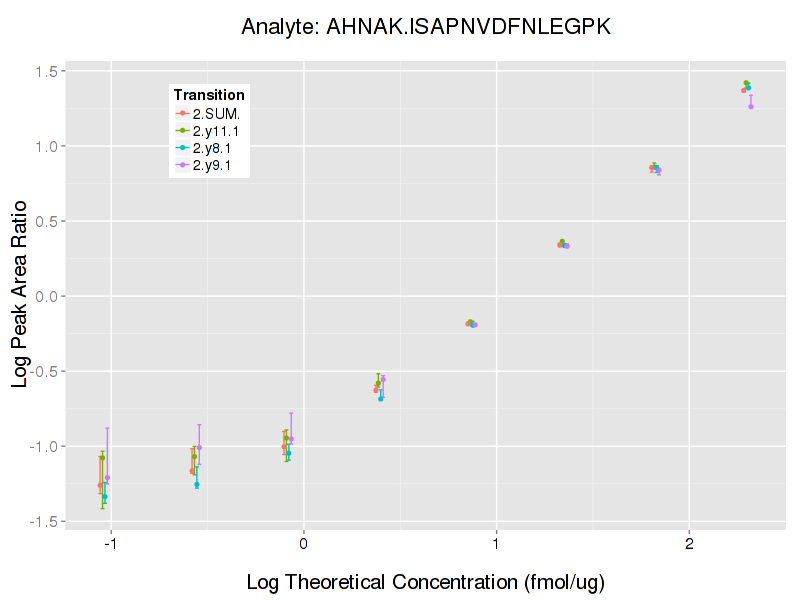 Analyte: AHNAK.ISAPNVDFNLEGPK
Log Peak Area Ratio
1.5
1.0
0.5
0.0
-0.5
-1.0
-1.5
Transition
2.SUM.
2.y11.1
2.y8.1
2.y9.1
-1 0 1 2
Log Theoretical Concentration (fmol/ug)